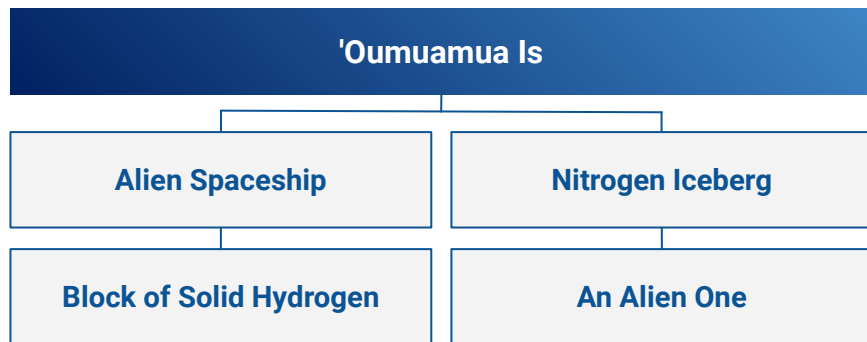 'Oumuamua Is
Alien Spaceship
Nitrogen Iceberg
Block of Solid Hydrogen
An Alien One